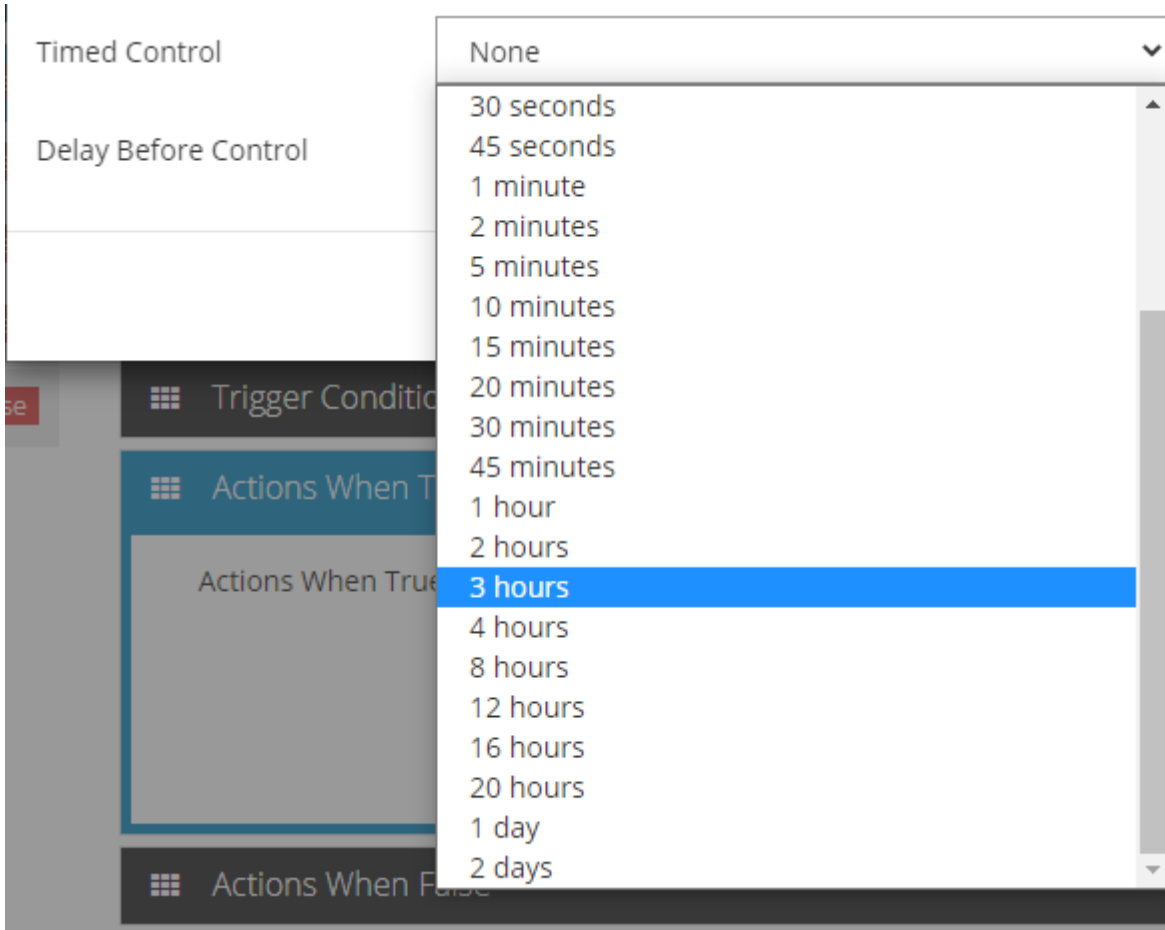 Timed Control
None
30 seconds
45 seconds
Delay Before Control
1 minute
2 minutes
5 minutes
10 minutes
15 minutes
20 minutes
30 minutes
45 minutes
1 hour
2 hours
3 hours
4 hours
8 hours
12 hours
16 hours
20 hours
1 day
2 days
se
Trigger Conditio
Actions When T
Actions When True
Actions When False